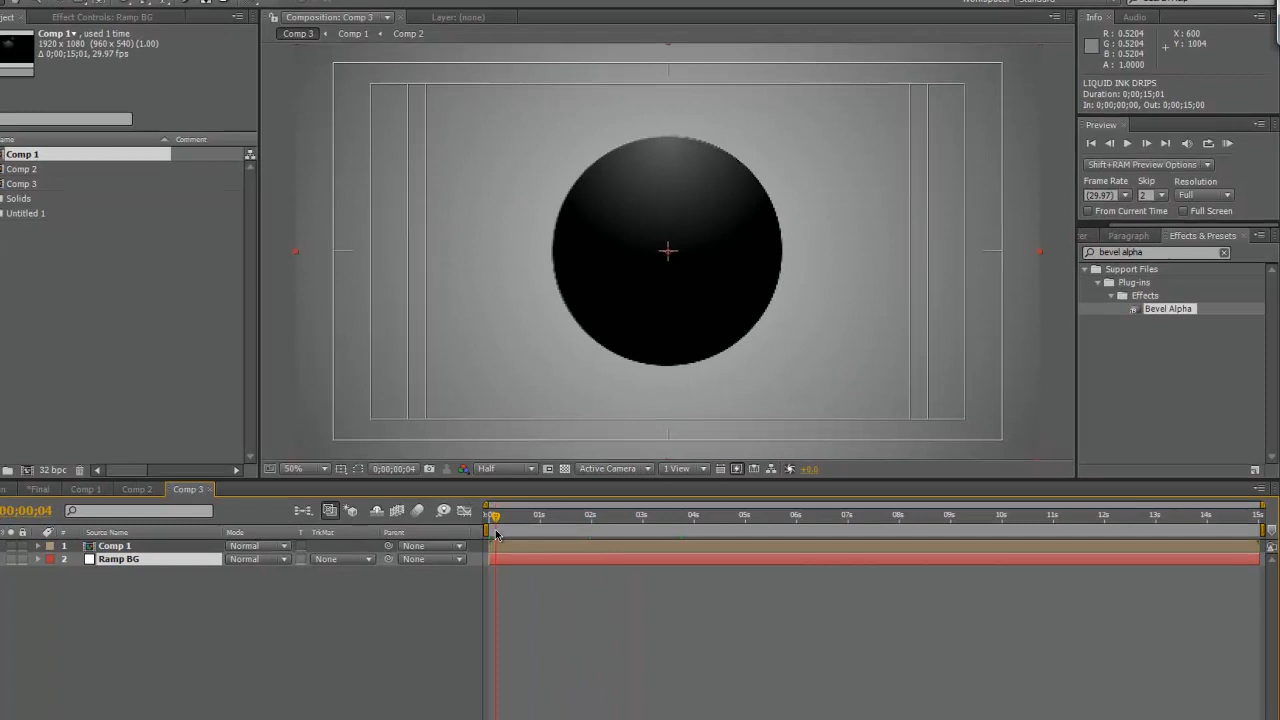 Effect Controls: Ramp BG
Comp 1▾ , used 1 time
1920 x 1080 (960 x 540) (1.00)
Δ 0;00;15;01, 29.97 fps
Comment
Comp 1
Comp 2
Comp 3
Solids
Untitled 1
32 bpc
Composition: Comp 3
Layer: (none)
Comp 3
Comp 1
Comp 2
50%
0;00;00;04
Half
Active Camera
1 View
+0.0
Info
Audio
R : 0.5204
G : 0.5204
B : 0.5204
A : 1.0000
X : 600
Y : 1004
LIQUID INK DRIPS
Duration: 0;00;15;01
In: 0;00;00;00, Out: 0;00;15;00
Preview
Shift+RAM Preview Options
Frame Rate Skip Resolution
(29.97) 2 Full
From Current Time Full Screen
Paragraph
Effects & Presets
bevel alpha
Support Files
Plug-ins
Effects
Bevel Alpha
*Final
Comp 1
Comp 2
Comp 3
00;00;04
01s 02s 03s 04s 05s 06s 07s 08s 09s 10s 11s 12s 13s 14s 15s
# Source Name Mode T TrkMat Parent
1 Comp 1 Normal None
2 Ramp BG Normal None None